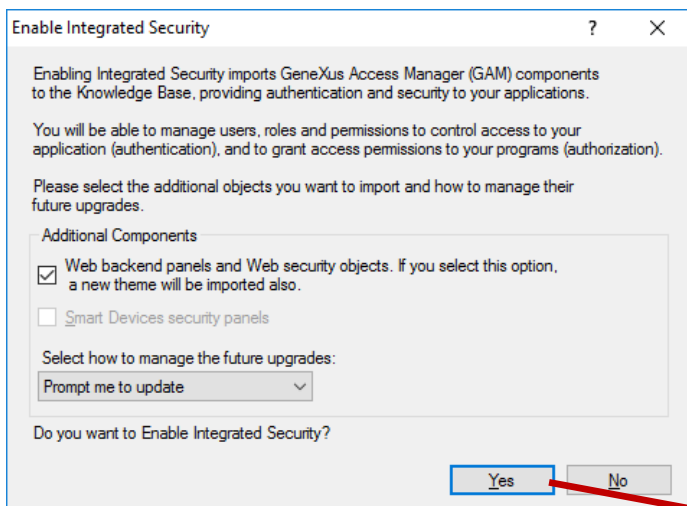 Enable Integrated Security
?
Enabling Integrated Security imports GeneXus Access Manager (GAM) components
to the Knowledge Base, providing authentication and security to your applications.
You will be able to manage users, roles and permissions to control access to your
application (authentication), and to grant access permissions to your programs (authorization).
Please select the additional objects you want to import and how to manage their
future upgrades.
Additional Components
Web backend panels and Web security objects. If you select this option,
a new theme will be imported also.
Smart Devices security panels
Select how to manage the future upgrades:
Prompt me to update
Do you want to Enable Integrated Security?
Yes No